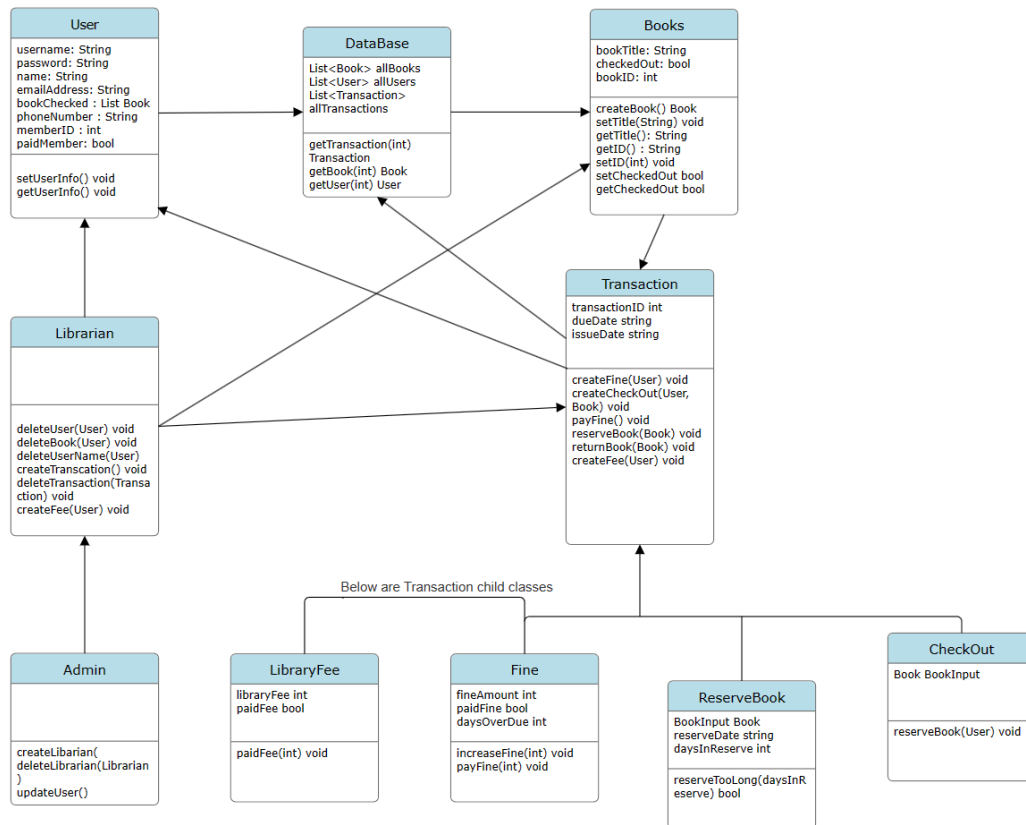 User
username: String
password: String
name: String
emailAddress: String
bookChecked : List Book
phoneNumber : String
memberID : int
paidMember: bool
setUserInfo() void
getUserInfo() void
DataBase
List<Book> allBooks
List<User> allUsers
List<Transaction>
allTransactions
getTransaction(int)
Transaction
getBook(int) Book
getUser(int) User
Books
bookTitle: String
checkedOut: bool
bookID: int
createBook() Book
setTitle(String) void
getTitle(): String
getID() : String
setID(int) void
setCheckedOut bool
getCheckedOut bool
Librarian
deleteUser(User) void
deleteBook(User) void
deleteUserName(User)
createTranscation() void
deleteTransaction(Transa
ction) void
createFee(User) void
Transaction
transactionID int
dueDate string
issueDate string
createFine(User) void
createCheckOut(User,
Book) void
payFine() void
reserveBook(Book) void
returnBook(Book) void
createFee(User) void
Below are Transaction child classes
Admin
createLibarian(
deleteLibrarian(Librarian
)
updateUser()
LibraryFee
libraryFee int
paidFee bool
paidFee(int) void
Fine
fineAmount int
paidFine bool
daysOverDue int
increaseFine(int) void
payFine(int) void
ReserveBook
BookInput Book
reserveDate string
daysInReserve int
reserveTooLong(daysInR
eserve) bool
CheckOut
Book BookInput
reserveBook(User) void